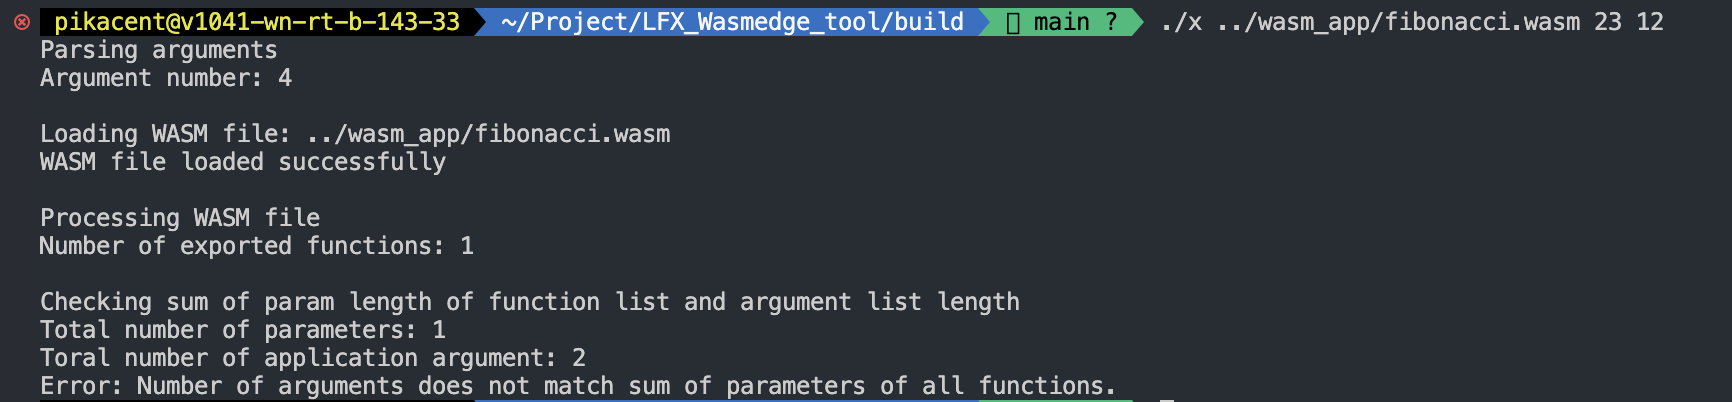 pikacent@v1041-wn-rt-b-143-33 ~/Project/LFX_Wasmedge_tool/build main ? ./x ../wasm_app/fibonacci.wasm 23 12
Parsing arguments
Argument number: 4
Loading WASM file: ../wasm_app/fibonacci.wasm
WASM file loaded successfully
Processing WASM file
Number of exported functions: 1
Checking sum of param length of function list and argument list length
Total number of parameters: 1
Toral number of application argument: 2
Error: Number of arguments does not match sum of parameters of all functions.